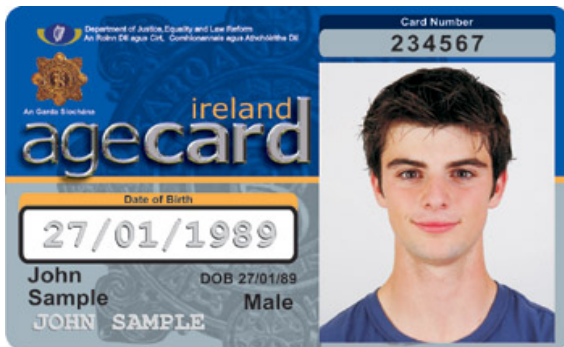 Department of Justice, Equality and Law Reform
An Roinn Dlí agus Cirt, Comhionannais agus Athchóirithe Dlí
Card Number
234567
An Garda Síochána
ireland
agecard
Date of Birth
27/01/1989
John
Sample
DOB 27/01/89
Male
JOHN SAMPLE